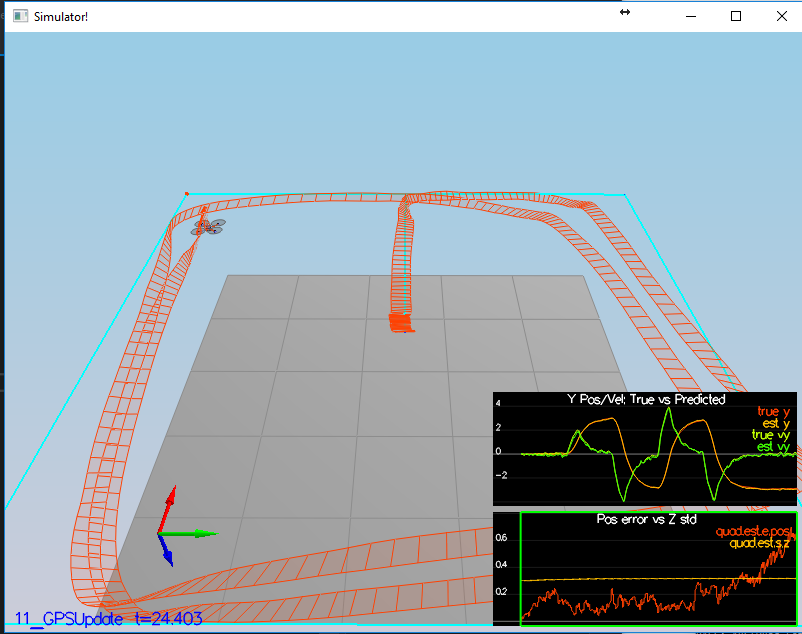 Simulator!
Y Pos/Vel: True vs Predicted
4
true y
est y
2
true vy
est vy
0
-2
Pos error vs Z std
quad.est.e.pos
0.6
quad.est.s.z
0.4
0.2
11_GPSUpdate t=24.403